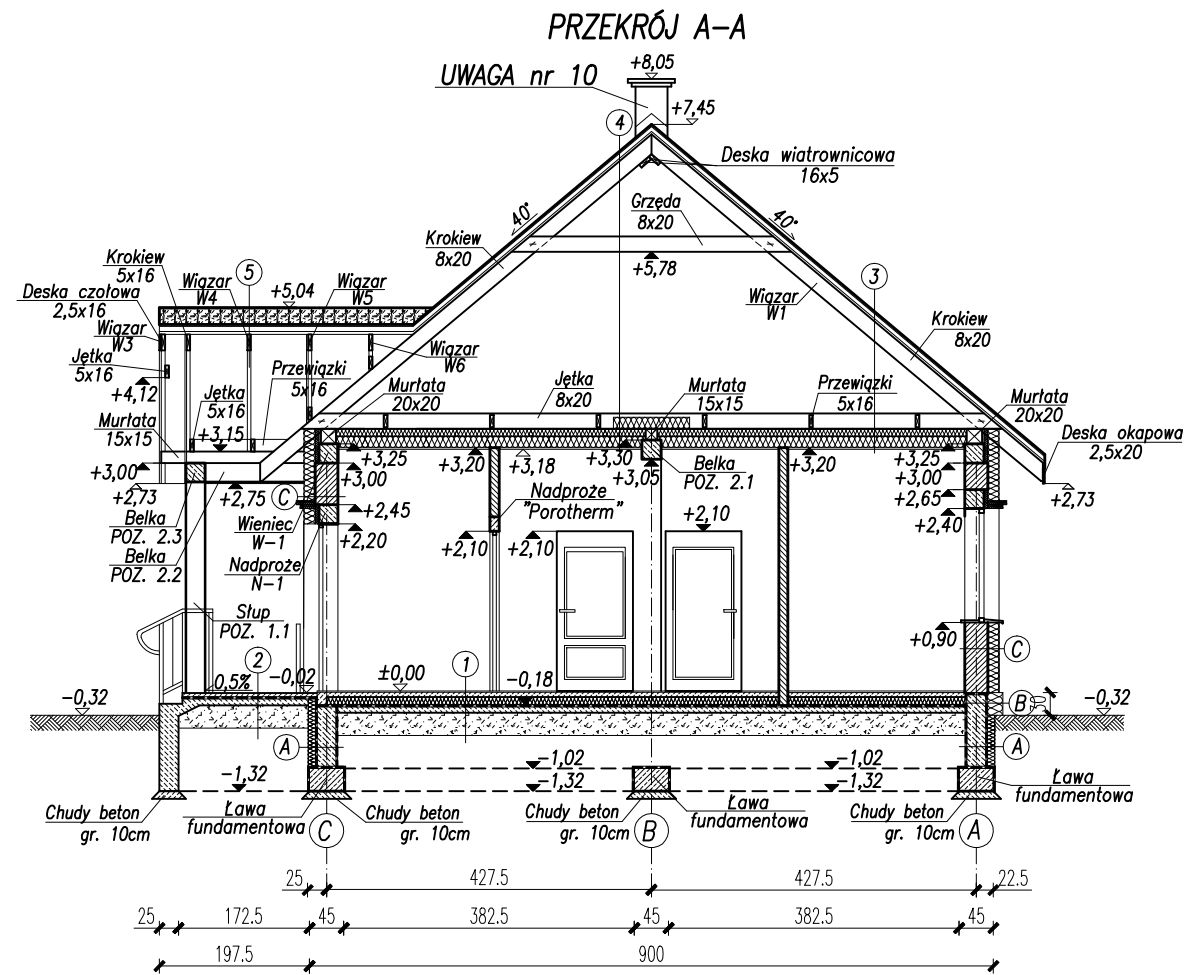 PRZEKRÓJ A-A
+8,05
UWAGA nr 10
+7,45
4
Deska wiatrownicowa
16x5
40°
40°
Grzęda
8x20
Krokiew
8x20
+5,78
Krokiew
5x16
5
Wiązar
W4
+5,04
Wiązar
W5
3
Deska czołowa
2,5x16
Wiązar
W1
Wiązar
W3
Krokiew
8x20
Jętka
5x16
Wiązar
W6
+4,12
Przewiązki
5x16
Jętka
5x16
Murłata
20x20
Jętka
8x20
Murłata
15x15
Przewiązki
5x16
Murłata
20x20
Murłata
15x15
+3,15
Deska okapowa
2,5x20
+3,00
+2,73
+2,75
C
+3,25
+3,00
+3,20
+3,18
+3,30
+3,05
Belka
POZ. 2.1
+3,20
+3,25
+3,00
+2,65
+2,73
Nadproże
"Porotherm"
+2,45
+2,20
+2,40
Belka
POZ. 2.3
Wieniec
W-1
+2,10
+2,10
+2,10
Belka
POZ. 2.2
Nadproże
N-1
Słup
POZ. 1.1
+0,90
C
2
0,5%
-0,02
±0,00
1
-0,18
-0,32
B
30
-0,32
A
A
-1,02
-1,02
-1,32
-1,32
-1,32
Chudy beton
gr. 10cm
Ława
fundamentowa
C
Chudy beton
gr. 10cm
Chudy beton
gr. 10cm
B
Ława
fundamentowa
Chudy beton
gr. 10cm
A
Ława
fundamentowa
25
427.5
427.5
22.5
25
172.5
45
382.5
45
382.5
45
197.5
900